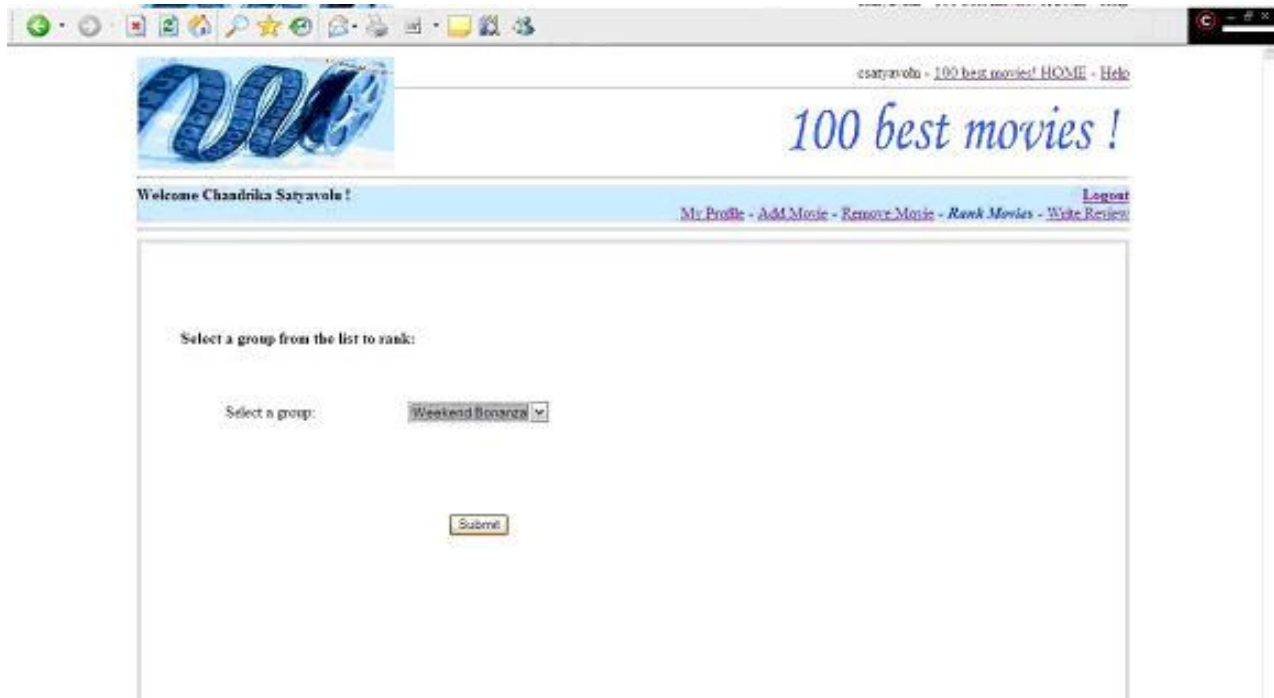 csatyavolu - 100 best movies! HOME - Help
100 best movies !
Welcome Chandrika Satyavolu !
Logout
My Profile - Add Movie - Remove Movie - Rank Movies - Write Review
Select a group from the list to rank:
Select a group:
Weekend Bonanza
Submit